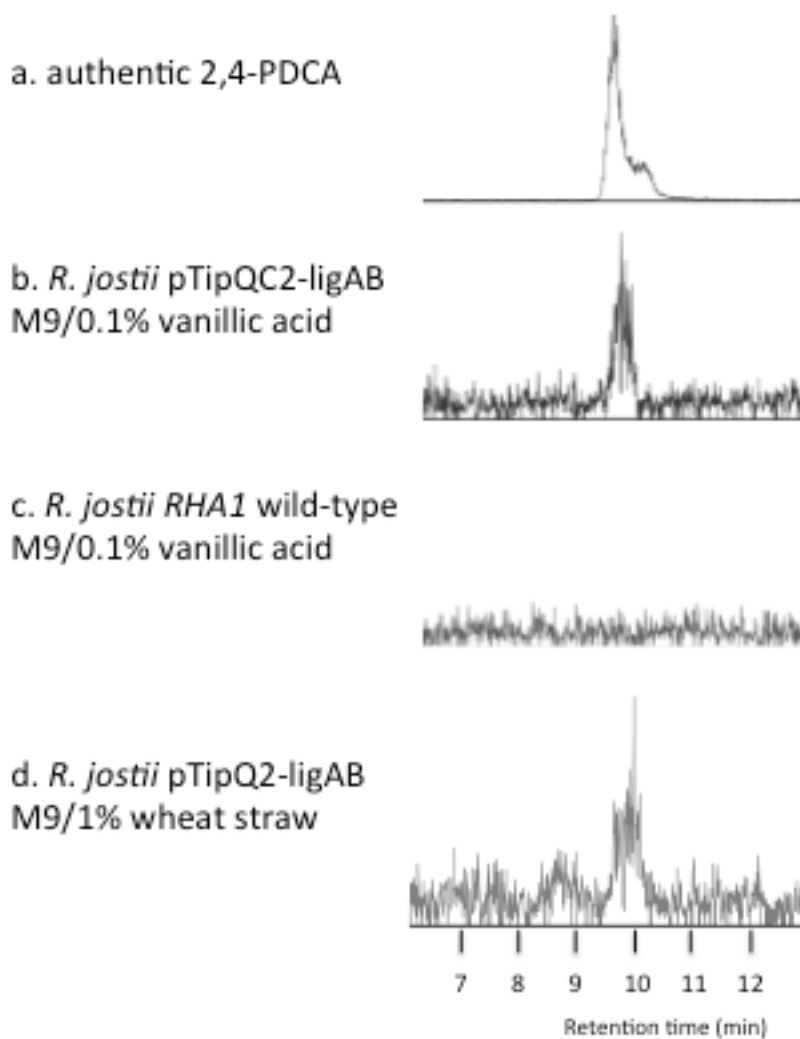 a. authentic 2,4-PDCA
b. R. jostii pTipQC2-ligAB
M9/0.1% vanillic acid
c. R. jostii RHA1 wild-type
M9/0.1% vanillic acid
d. R. jostii pTipQ2-ligAB
M9/1% wheat straw
7 8 9 10 11 12
Retention time (min)